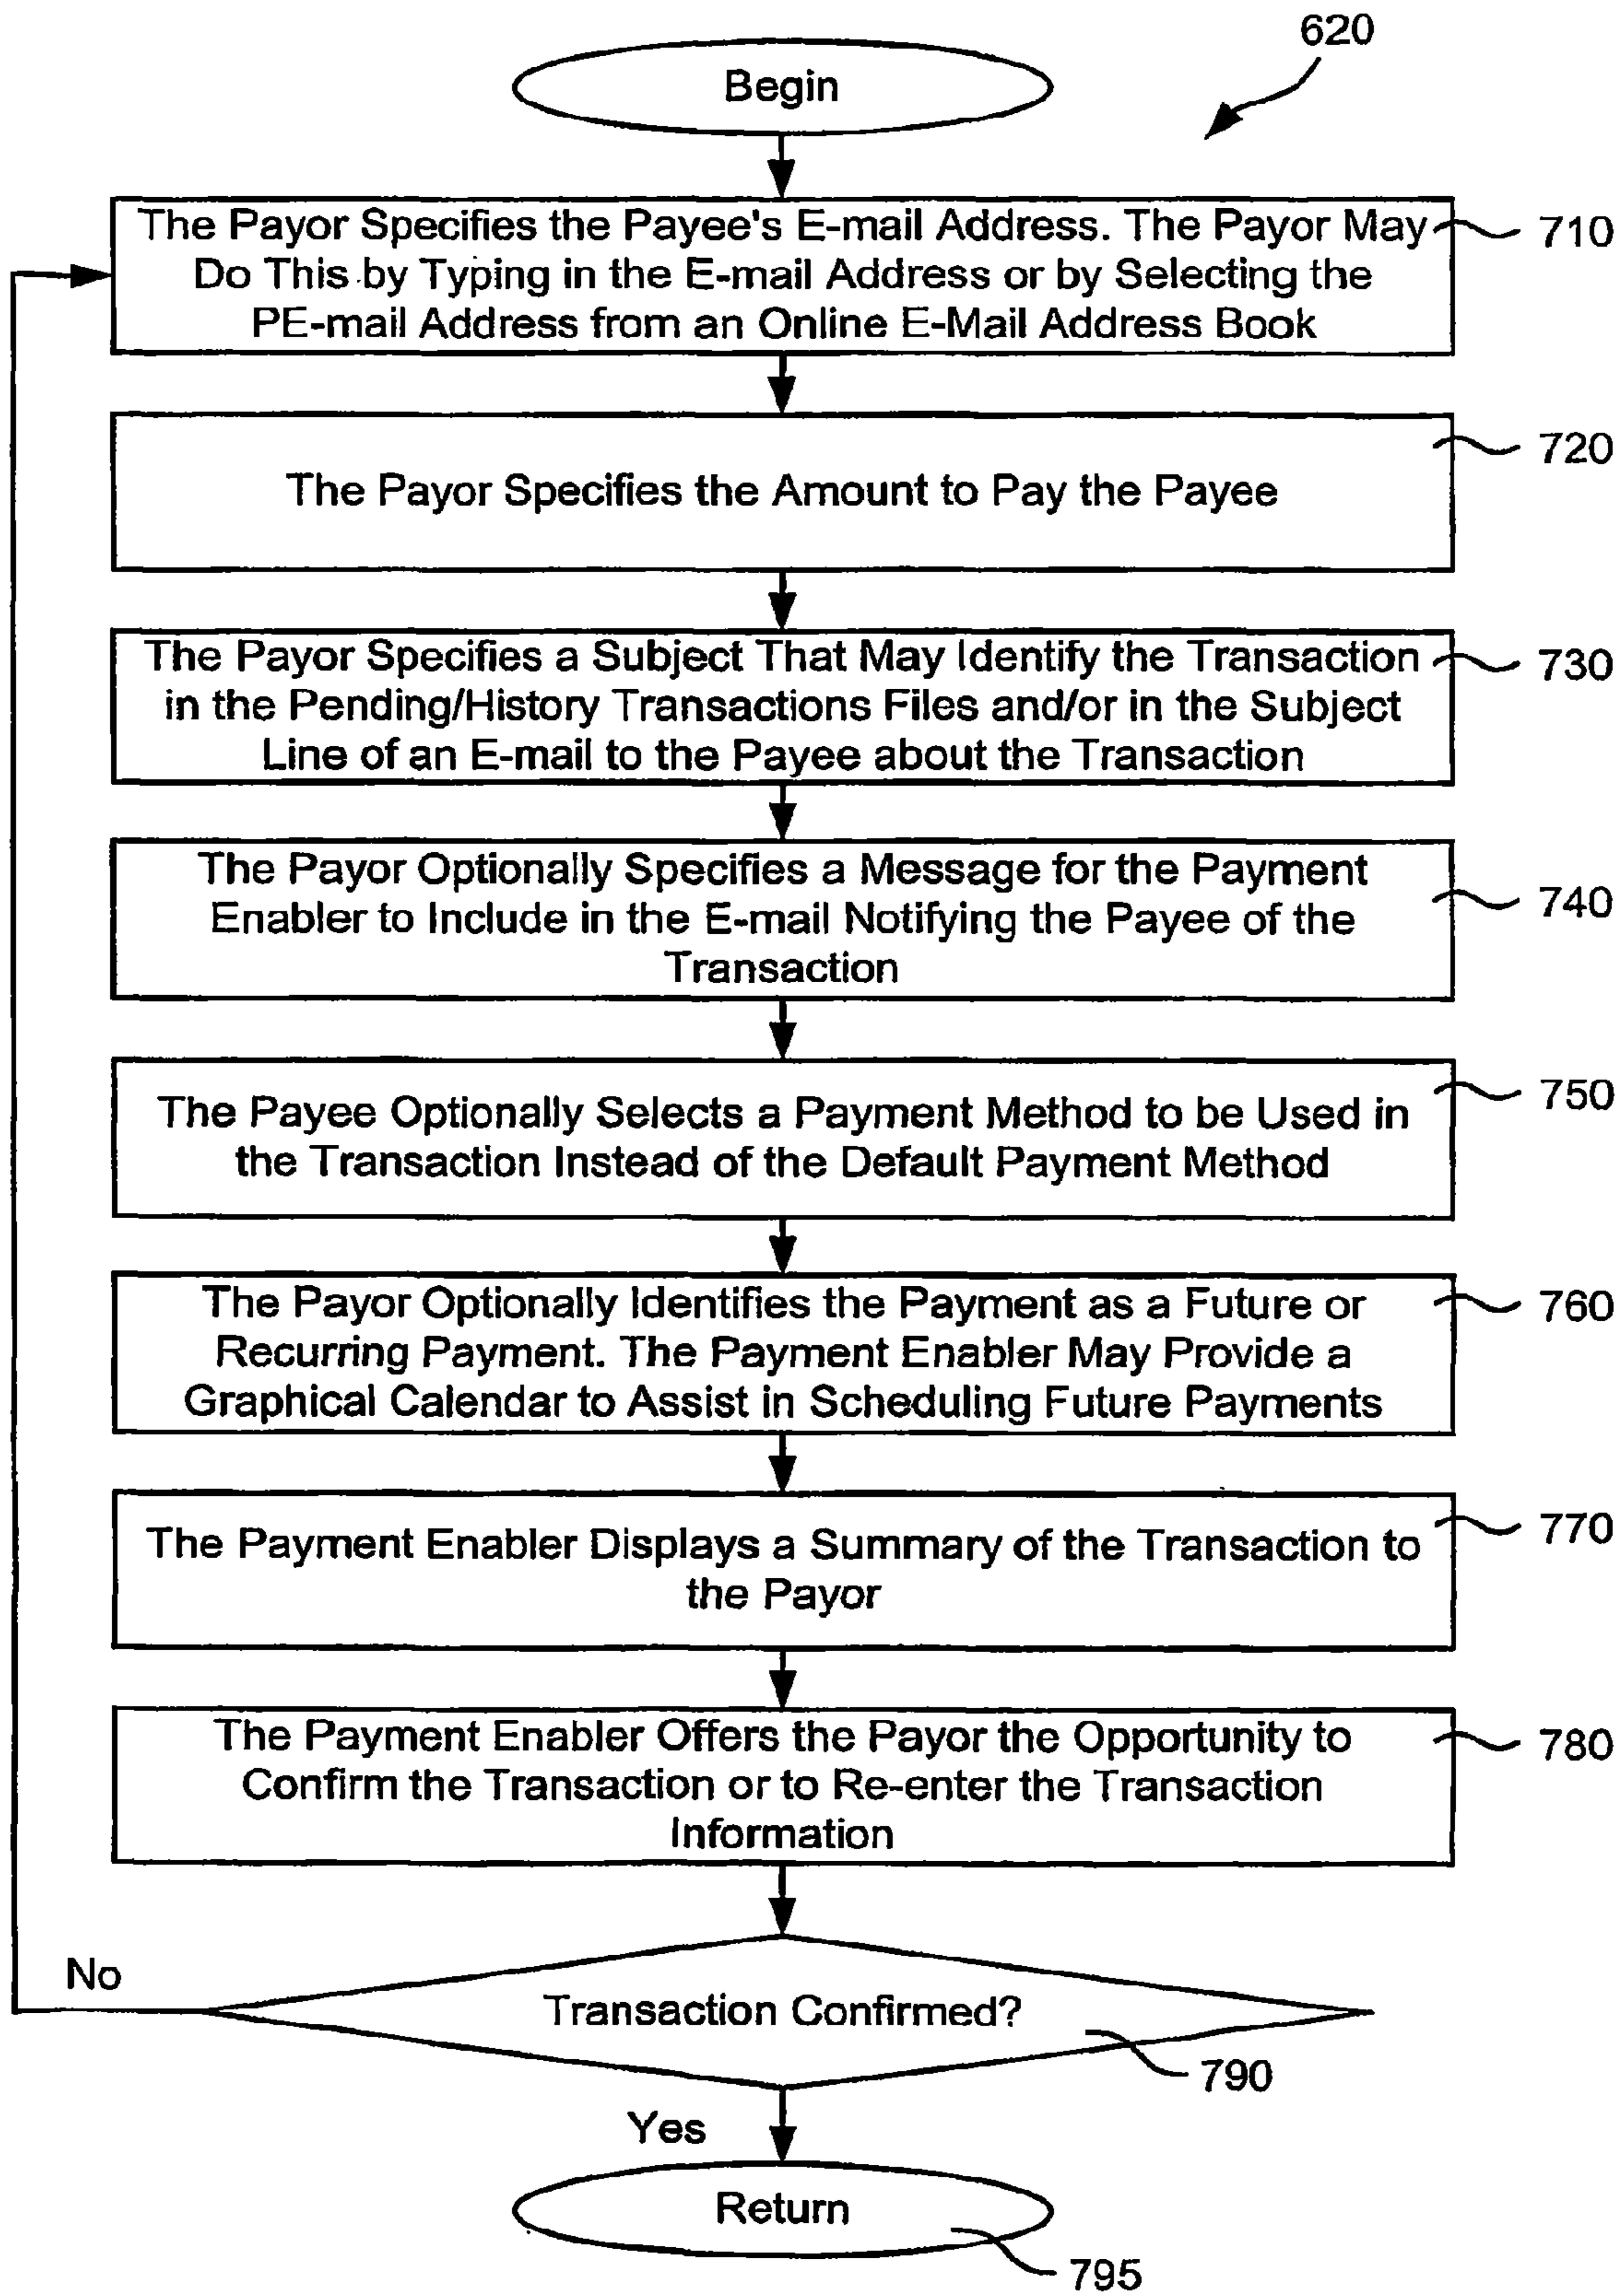 620
Begin
The Payor Specifies the Payee's E-mail Address. The Payor May
Do This by Typing in the E-mail Address or by Selecting the
PE-mail Address from an Online E-Mail Address Book
710
The Payor Specifies the Amount to Pay the Payee
720
The Payor Specifies a Subject That May Identify the Transaction
in the Pending/History Transactions Files and/or in the Subject
Line of an E-mail to the Payee about the Transaction
730
The Payor Optionally Specifies a Message for the Payment
Enabler to Include in the E-mail Notifying the Payee of the
Transaction
740
The Payee Optionally Selects a Payment Method to be Used in
the Transaction Instead of the Default Payment Method
750
The Payor Optionally Identifies the Payment as a Future or
Recurring Payment. The Payment Enabler May Provide a
Graphical Calendar to Assist in Scheduling Future Payments
760
The Payment Enabler Displays a Summary of the Transaction to
the Payor
770
The Payment Enabler Offers the Payor the Opportunity to
Confirm the Transaction or to Re-enter the Transaction
Information
780
No
Transaction Confirmed?
790
Yes
Return
795